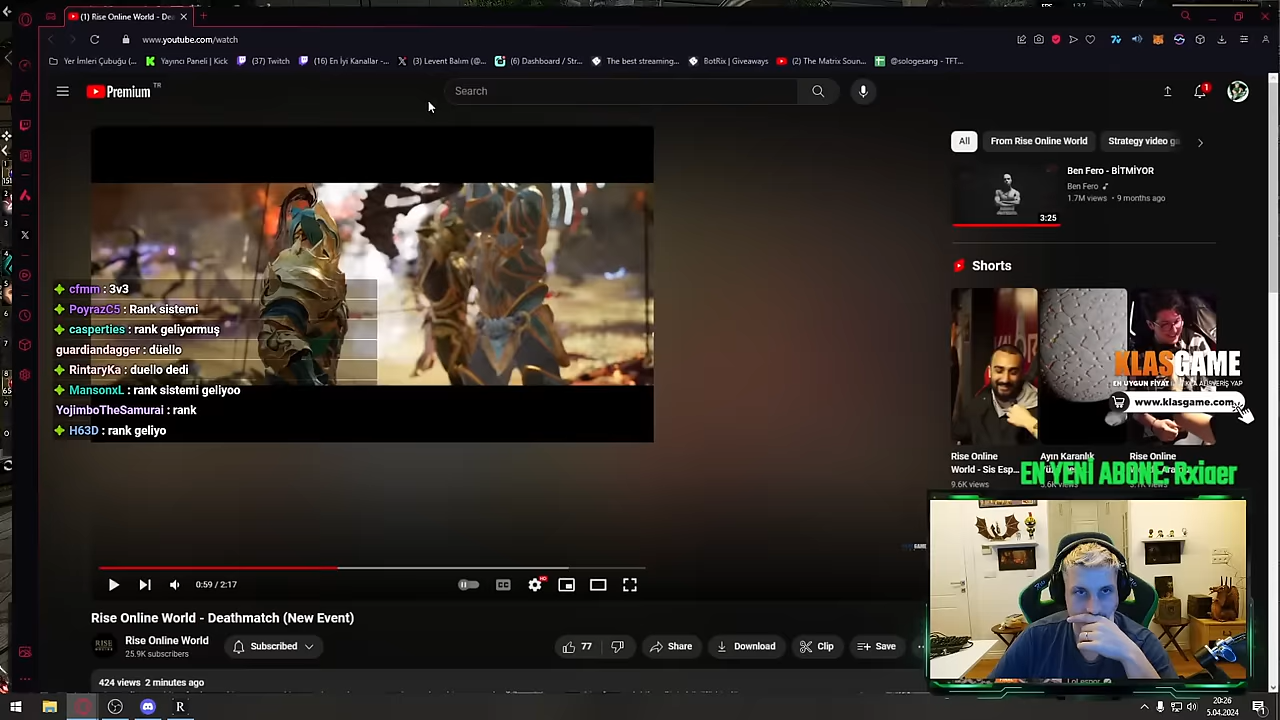 (1) Rise Online World - Dea
www.youtube.com/watch
Yer İmleri Çubuğu (...
Yayıncı Paneli | Kick
(37) Twitch
(16) En İyi Kanallar -...
(3) Levent Balım (@...
(6) Dashboard / Str...
The best streaming...
BotRix | Giveaways
(2) The Matrix Soun...
@sologesang - TFT...
Premium TR
Search
1
All
From Rise Online World
Strategy video ga
Ben Fero - BİTMİYOR
Ben Fero
1.7M views • 9 months ago
3:25
Shorts
cfmm : 3v3
PoyrazC5 : Rank sistemi
casperties : rank geliyormuş
guardiandagger : düello
RintaryKa : duello dedi
MansonxL : rank sistemi geliyoo
YojimboTheSamurai : rank
H63D : rank geliyo
KLASGAME
www.klasgame.com
Rise Online
World - Sis Esp...
9.6K views
Ayın Karanlık
Rise Online
EN YENİ ABONE: Rxiaer
0:59 / 2:17
HD
Rise Online World - Deathmatch (New Event)
RISE
Rise Online World
25.9K subscribers
Subscribed
77
Share
Download
Clip
Save
424 views 2 minutes ago
20:26
5.04.2024